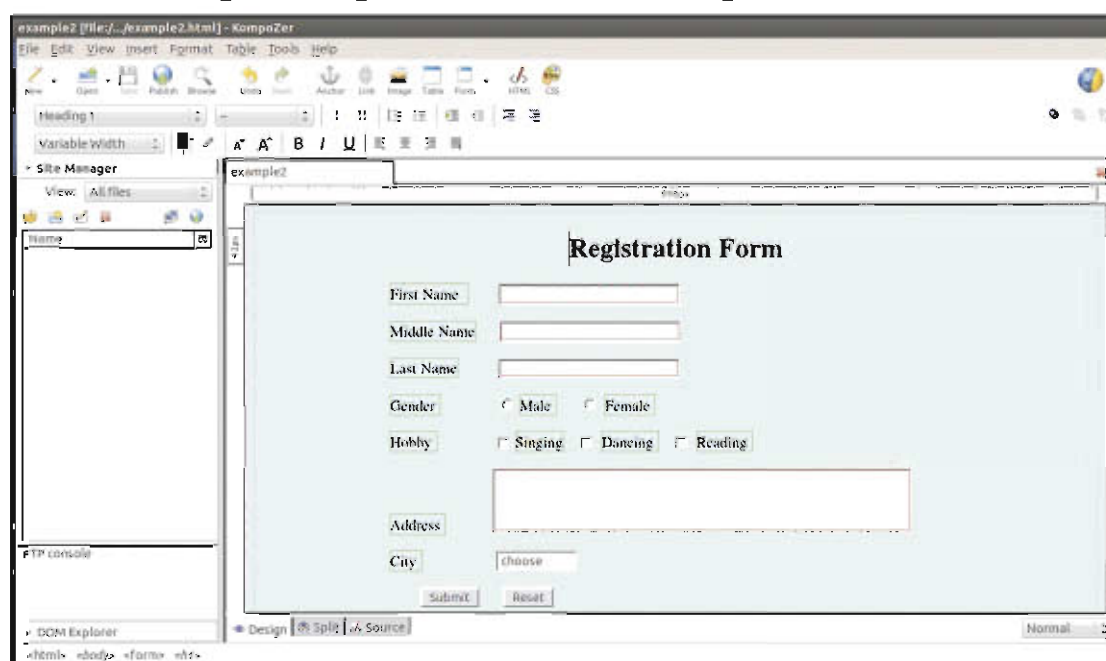 example2 [file:/.../example2.html] - KompoZer
File Edit View Insert Format Table Tools Help
New Open Save Publish Browse Undo Redo Anchor Link Image Table Form HTML CSS
Heading 1
Variable Width A A B I U
Site Manager
example2
View: All files
Name
Registration Form
First Name
Middle Name
Last Name
Gender Male Female
Hobby Singing Dancing Reading
Address
FTP console
City choose
Submit Reset
DOM Explorer
Design Split Source
Normal
<html> <body> <form> <h1>